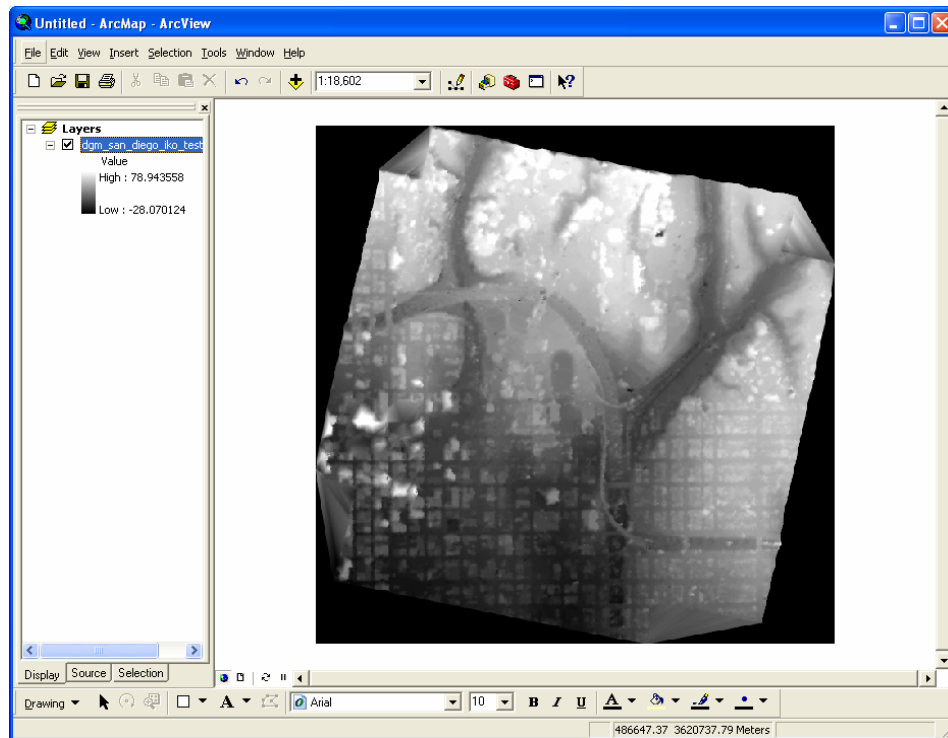 Untitled - ArcMap - ArcView
File Edit View Insert Selection Tools Window Help
1:18,602
Layers
dgm_san_diego_iko_test
Value
High : 78.943558
Low : -28.070124
Display Source Selection
Drawing A Arial 10 B I U A
486647.37 3620737.79 Meters